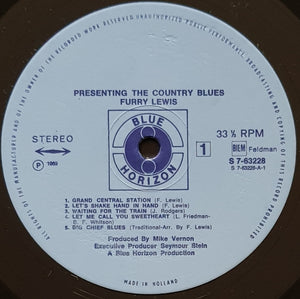 ALL RIGHTS OF THE MANUFACTURER AND OF THE OWNER OF THE RECORDED WORK RESERVED UNAUTHORISED PUBLIC PERFORMANCE, BROADCASTING AND COPYING OF THIS RECORD PROHIBITED
PRESENTING THE COUNTRY BLUES
FURRY LEWIS
BLUE
HORIZON
STEREO
P 1969
33 ⅓ RPM
1
BIEM Feldman
S 7-63228
S 7-63228-A-1
1 GRAND CENTRAL STATION (F. Lewis)
2 LET'S SHAKE HAND IN HAND (F. Lewis)
3 WAITING FOR THE TRAIN (J. Rodgers)
4 LET ME CALL YOU SWEETHEART (L. Friedman-
B. F. Whitson)
5 BIG CHIEF BLUES (Traditional-Arr. By F. Lewis)
Produced By Mike Vernon
Executive Producer Seymour Stein
A Blue Horizon Production
MADE IN HOLLAND